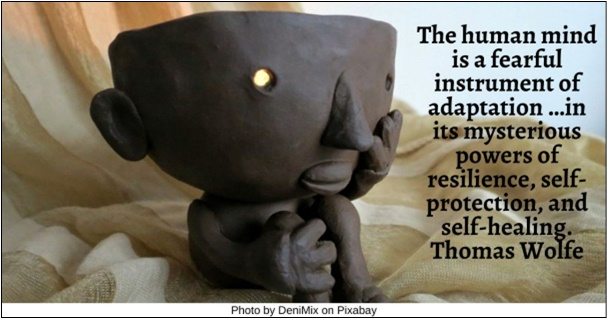 The human mind
is a fearful
instrument of
adaptation ...in
its mysterious
powers of
resilience, self-
protection, and
self-healing.
Thomas Wolfe
Photo by DeniMix on Pixabay